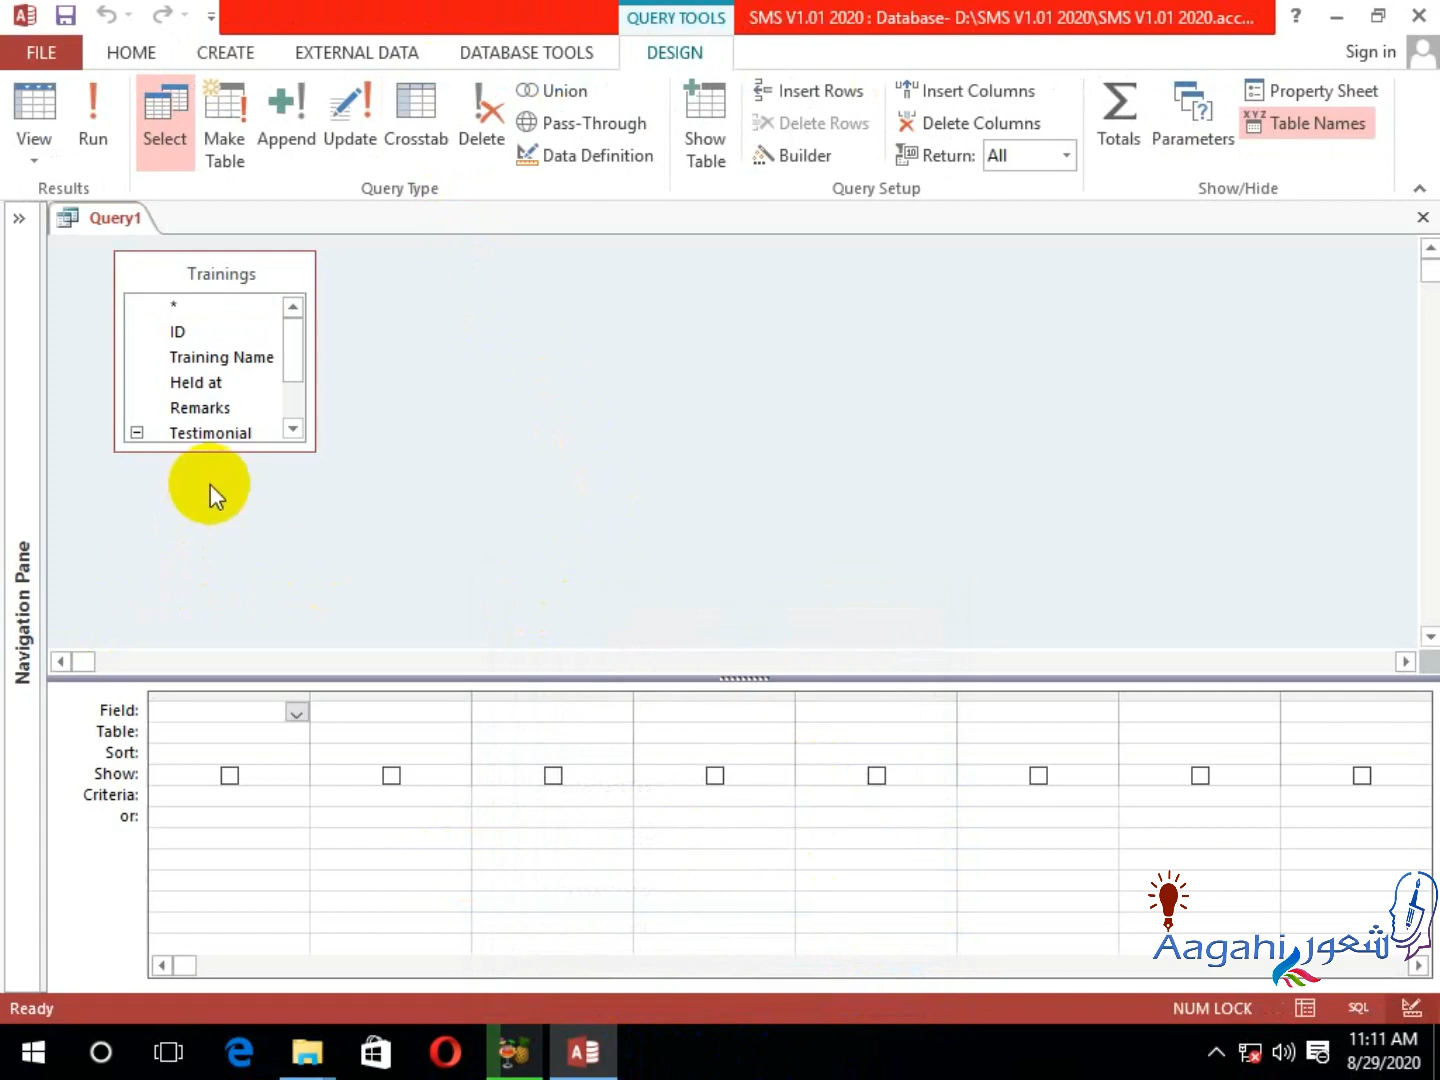 QUERY TOOLS
SMS V1.01 2020 : Database- D:\SMS V1.01 2020\SMS V1.01 2020.acc...
?
FILE
HOME
CREATE
EXTERNAL DATA
DATABASE TOOLS
DESIGN
Sign in
View
Run
Select
Make
Table
Append
Update
Crosstab
Delete
Union
Pass-Through
Data Definition
Show
Table
Insert Rows
Delete Rows
Builder
Insert Columns
Delete Columns
Return: All
Totals
Parameters
Property Sheet
Table Names
Results
Query Type
Query Setup
Show/Hide
Query1
Trainings
*
ID
Training Name
Held at
Remarks
Testimonial
Navigation Pane
Field:
Table:
Sort:
Show:
Criteria:
or:
Aagahi شعور
Ready
NUM LOCK
SQL
11:11 AM
8/29/2020